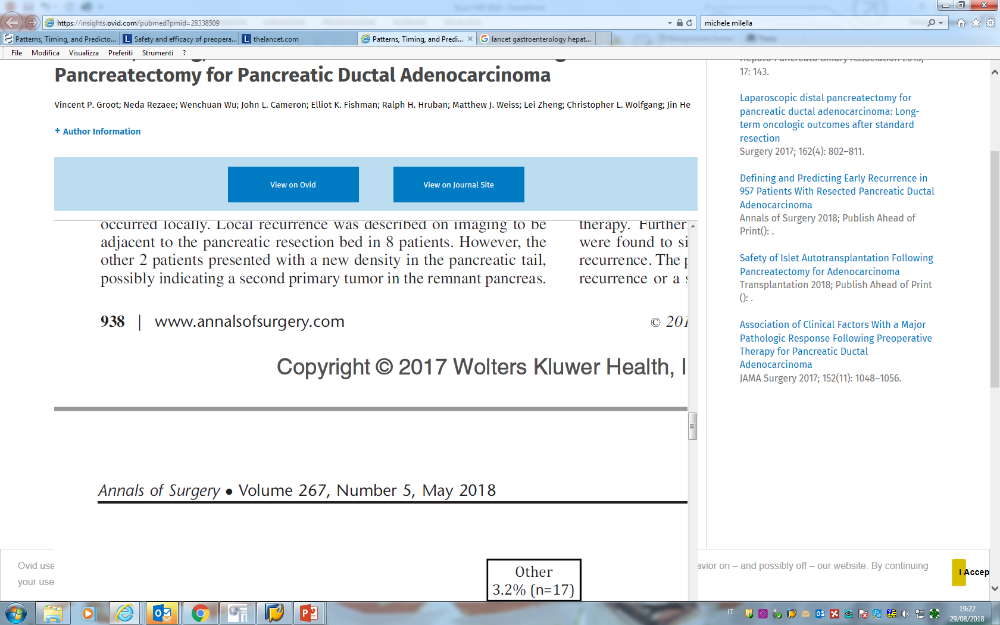 https://insights.ovid.com/pubmed?pmid=28338509
michele milella
Patterns, Timing, and Predicto...
Safety and efficacy of preopera...
thelancet.com
Patterns, Timing, and Predi...
lancet gastroenterology hepat...
File Modifica Visualizza Preferiti Strumenti ?
Pancreatectomy for Pancreatic Ductal Adenocarcinoma
Vincent P. Groot; Neda Rezaee; Wenchuan Wu; John L. Cameron; Elliot K. Fishman; Ralph H. Hruban; Matthew J. Weiss; Lei Zheng; Christopher L. Wolfgang; Jin He
+ Author Information
View on Ovid
View on Journal Site
occurred locally. Local recurrence was described on imaging to be
adjacent to the pancreatic resection bed in 8 patients. However, the
other 2 patients presented with a new density in the pancreatic tail,
possibly indicating a second primary tumor in the remnant pancreas.
therapy. Further
were found to si
recurrence. The p
recurrence or a s
938 | www.annalsofsurgery.com
© 201
Copyright © 2017 Wolters Kluwer Health, I
Annals of Surgery • Volume 267, Number 5, May 2018
Other
3.2% (n=17)
Hepato Pancreato Biliary Association 2015;
17: 143.
Laparoscopic distal pancreatectomy for
pancreatic ductal adenocarcinoma: Long-
term oncologic outcomes after standard
resection
Surgery 2017; 162(4): 802–811.
Defining and Predicting Early Recurrence in
957 Patients With Resected Pancreatic Ductal
Adenocarcinoma
Annals of Surgery 2018; Publish Ahead of
Print(): .
Safety of Islet Autotransplantation Following
Pancreatectomy for Adenocarcinoma
Transplantation 2018; Publish Ahead of Print
(): .
Association of Clinical Factors With a Major
Pathologic Response Following Preoperative
Therapy for Pancreatic Ductal
Adenocarcinoma
JAMA Surgery 2017; 152(11): 1048–1056.
Ovid use
your use
avior on – and possibly off – our website. By continuing
I Accep
IT
19:22
29/08/2018